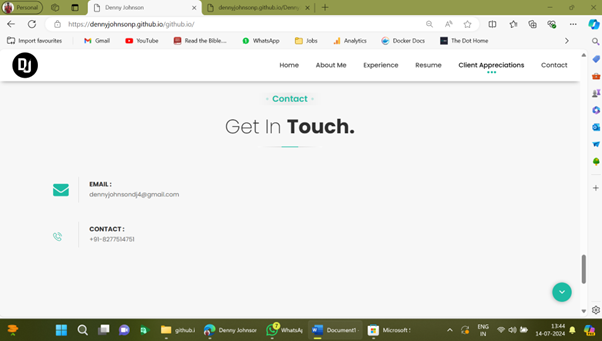 Personal
Denny Johnson
dennyjohnsonp.github.io/Denny
https://dennyjohnsonp.github.io/github.io/
Import favourites
Gmail
YouTube
Read the Bible....
WhatsApp
Jobs
Analytics
Docker Docs
The Dot Home
DJ
Home
About Me
Experience
Resume
Client Appreciations
Contact
Contact
Get In Touch.
EMAIL :
dennyjohnsondj4@gmail.com
CONTACT :
+91-8277514751
github.i
Denny Johnson
WhatsA
Document1
Microsoft S
ENG
IN
13.44
14-07-2024